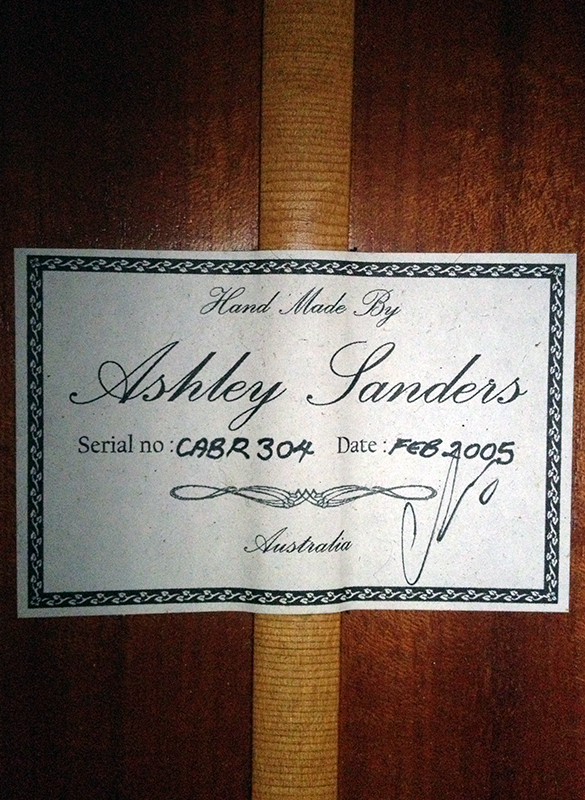 Hand Made By
Ashley Sanders
Serial no : CABR 304 Date : FEB 2005
Australia